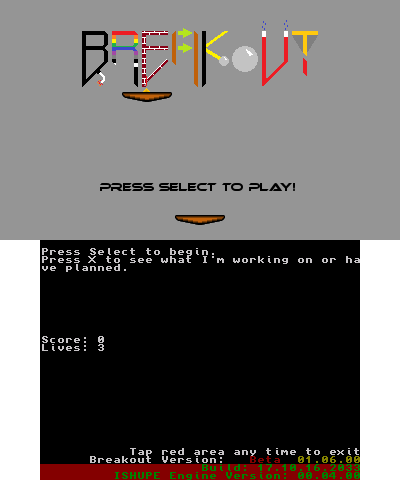 BREAKOUT
PRESS SELECT TO PLAY!
Press Select to begin.
Press X to see what I'm working on or ha
ve planned.
Score: 0
Lives: 3
Tap red area any time to exit
Breakout Version: Beta 01.06.00
Build: 17.10.16.2033
ISHUPE Engine Version: 00.04.00